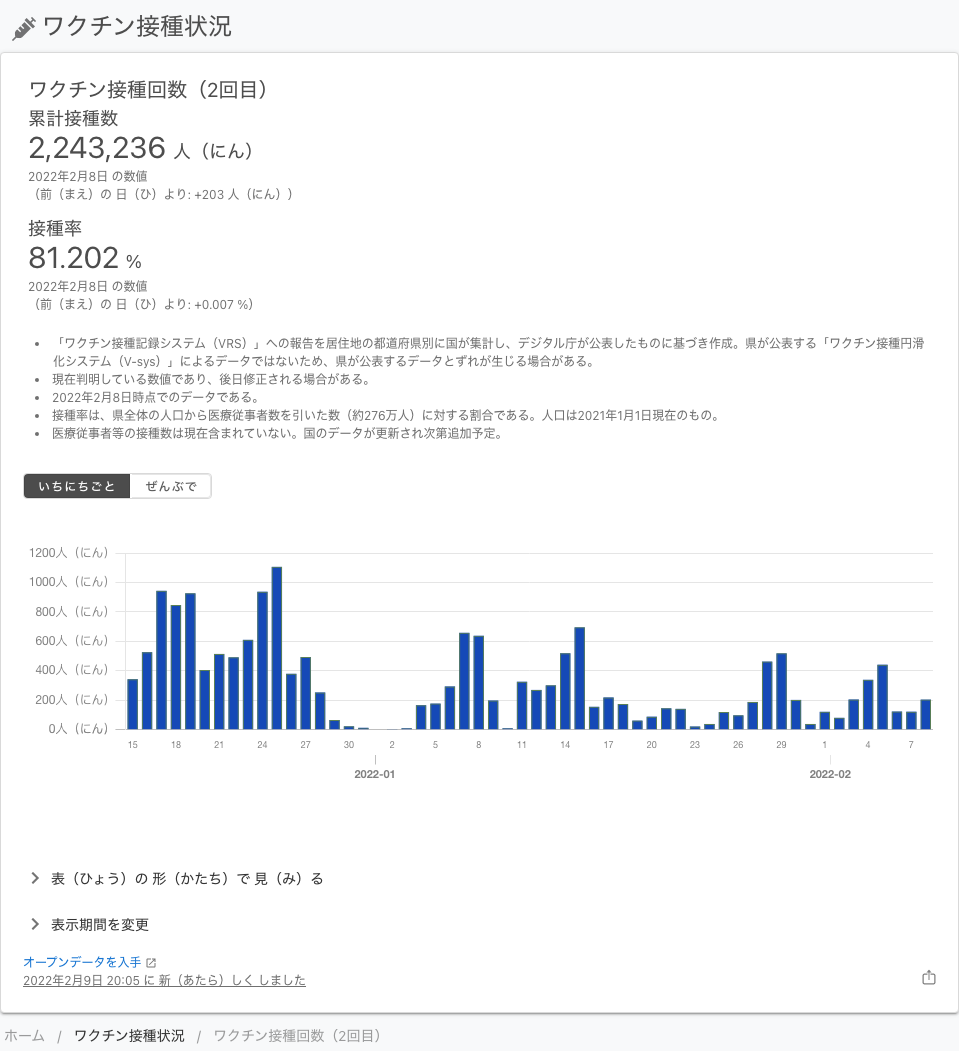 ワクチン接種状況
ワクチン接種回数（2回目）
累計接種数
2,243,236 人（にん）
2022年2月8日 の数値
（前（まえ）の 日（ひ）より: +203 人（にん））
接種率
81.202 %
2022年2月8日 の数値
（前（まえ）の 日（ひ）より: +0.007 %）
• 「ワクチン接種記録システム（VRS）」への報告を居住地の都道府県別に国が集計し、デジタル庁が公表したものに基づき作成。県が公表する「ワクチン接種円滑
化システム（V-sys）」によるデータではないため、県が公表するデータとずれが生じる場合がある。
• 現在判明している数値であり、後日修正される場合がある。
• 2022年2月8日時点でのデータである。
• 接種率は、県全体の人口から医療従事者数を引いた数（約276万人）に対する割合である。人口は2021年1月1日現在のもの。
• 医療従事者等の接種数は現在含まれていない。国のデータが更新され次第追加予定。
いちにちごと ぜんぶで
1200人（にん）
1000人（にん）
800人（にん）
600人（にん）
400人（にん）
200人（にん）
0人（にん）
15 18 21 24 27 30 2 5 8 11 14 17 20 23 26 29 1 4 7
2022-01 2022-02
表（ひょう）の 形（かたち）で 見（み）る
表示期間を変更
オープンデータを入手
2022年2月9日 20:05 に 新（あたら）しく しました
ホーム / ワクチン接種状況 / ワクチン接種回数（2回目）